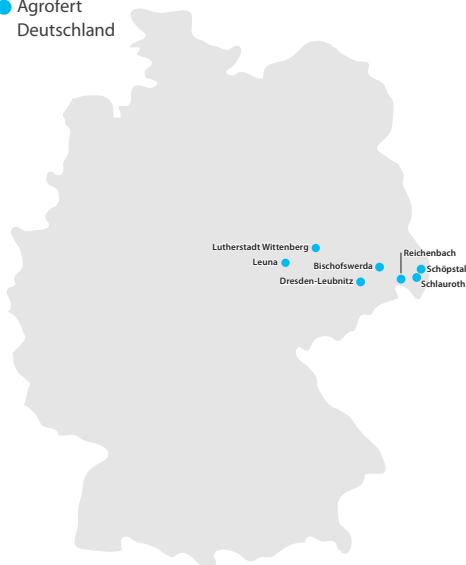 Agrofert
Deutschland
Lutherstadt Wittenberg
Reichenbach
Leuna
Bischofswerda
Schöpstal
Dresden-Leubnitz
Schlauroth